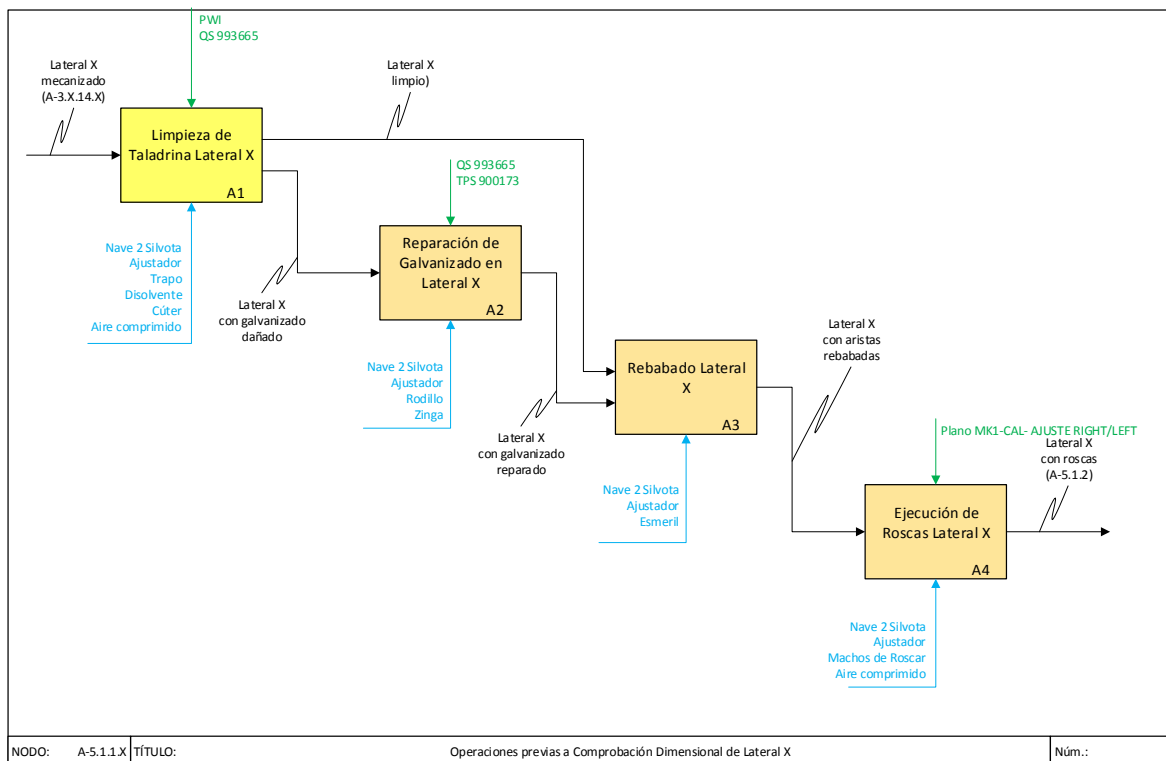 PWI
QS 993665
Lateral X
mecanizado
(A-3.X.14.X)
Lateral X
limpio)
Limpieza de
Taladrina Lateral X
A1
QS 993665
TPS 900173
Nave 2 Silvota
Ajustador
Trapo
Disolvente
Cúter
Aire comprimido
Reparación de
Galvanizado en
Lateral X
A2
Lateral X
con galvanizado
dañado
Lateral X
con aristas
rebabadas
Nave 2 Silvota
Ajustador
Rodillo
Zinga
Rebabado Lateral
X
A3
Lateral X
con galvanizado
reparado
Plano MK1-CAL- AJUSTE RIGHT/LEFT
Lateral X
con roscas
(A-5.1.2)
Nave 2 Silvota
Ajustador
Esmeril
Ejecución de
Roscas Lateral X
A4
Nave 2 Silvota
Ajustador
Machos de Roscar
Aire comprimido
NODO: A-5.1.1.X TÍTULO: Operaciones previas a Comprobación Dimensional de Lateral X Núm.: